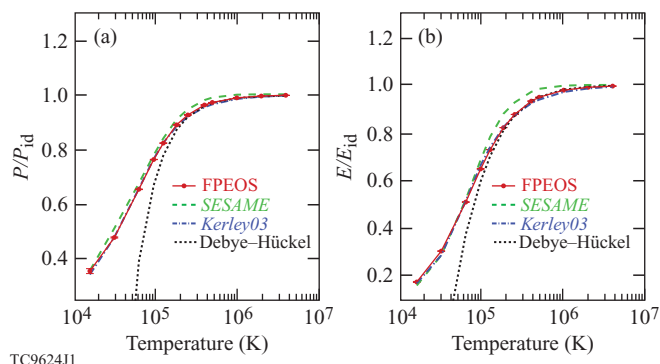 (a)
1.2
1.0
0.8
0.6
0.4
P/P_id
FPEOS
SESAME
Kerley03
Debye–Hückel
10^4 10^5 10^6 10^7
Temperature (K)
(b)
1.2
1.0
0.8
0.6
0.4
0.2
E/E_id
FPEOS
SESAME
Kerley03
Debye–Hückel
10^4 10^5 10^6 10^7
Temperature (K)
TC9624J1